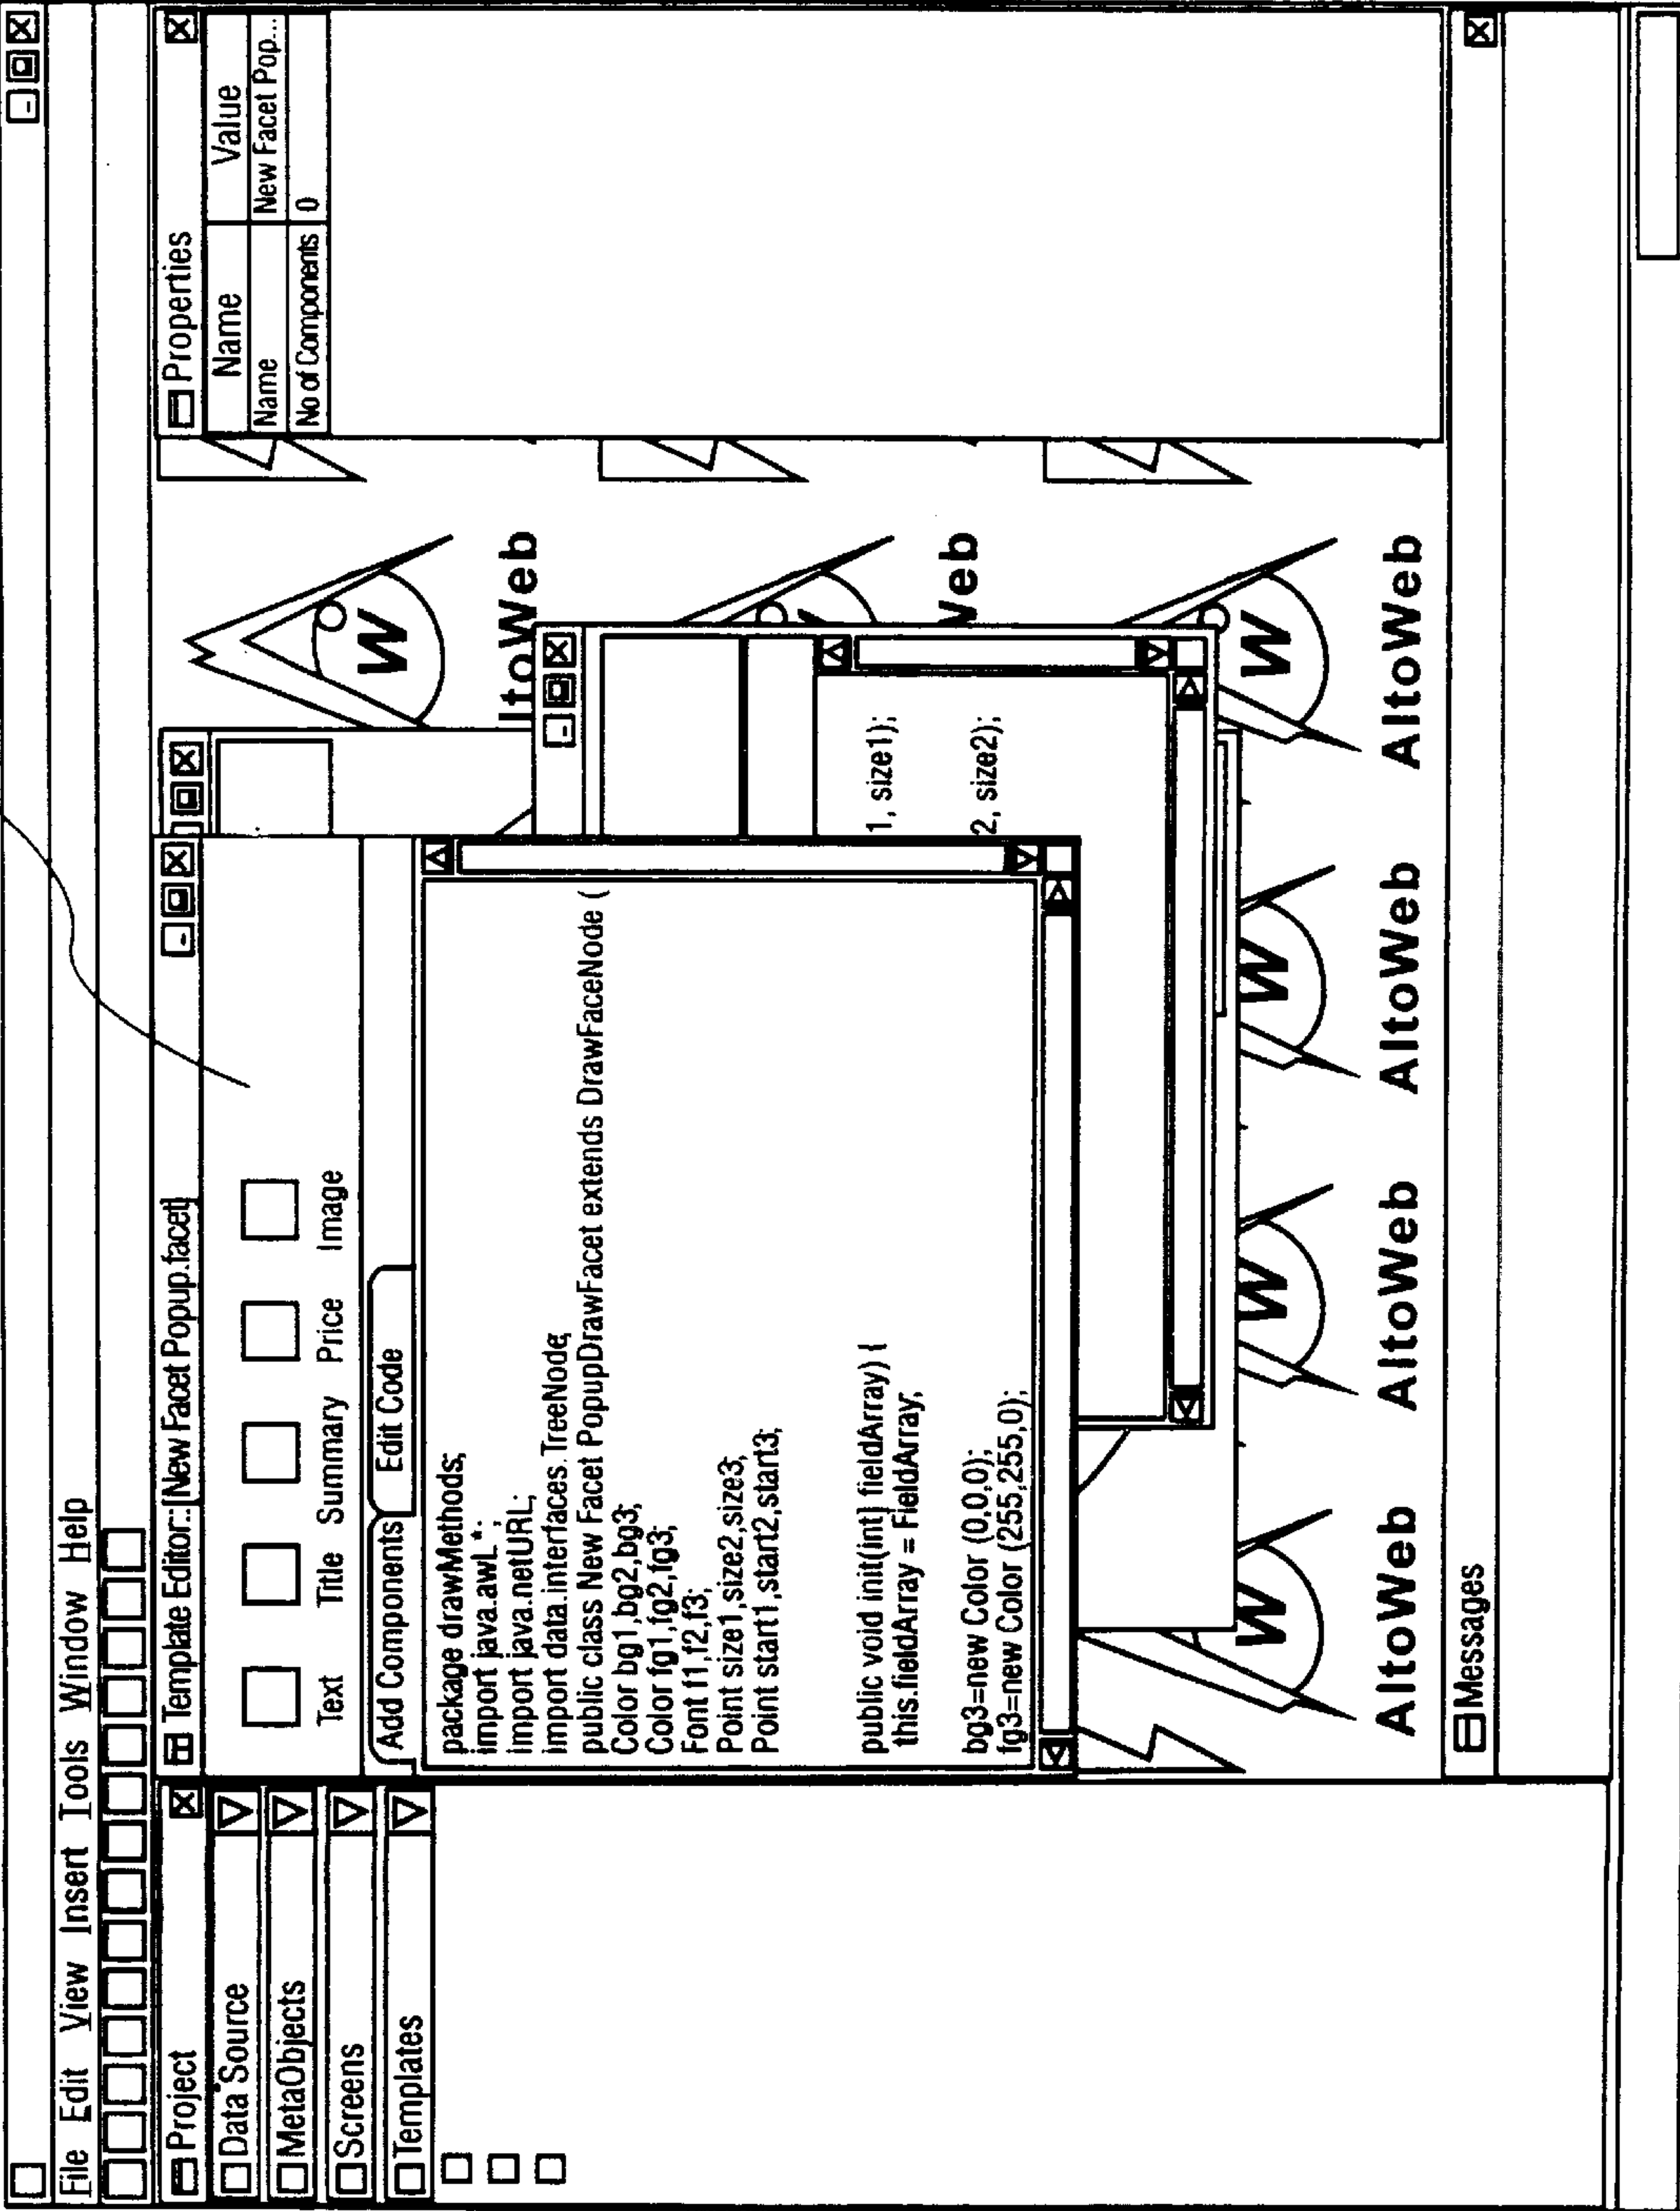 File Edit View Insert Tools Window Help
Project
Data Source
MetaObjects
Screens
Templates
Template Editor::[New Facet Popup.facet]
Text Title Summary Price Image
Add Components Edit Code
package drawMethods;
import java.awL*;
import java.netURL;
import data.interfaces.TreeNode;
public class New Facet PopupDrawFacet extends DrawFaceNode (
Color bg1,bg2,bg3;
Color fg1,fg2,fg3;
Font f1,f2,f3;
Point size1,size2,size3;
Point start1,start2,start3;
public void init(int] fieldArray) {
this.fieldArray = FieldArray;
bg3=new Color (0,0,0);
fg3=new Color (255,255,0);
1, size1);
2, size2);
Properties
Name Value
Name New Facet Pop...
No of Components 0
ltoWeb
Web
AltoWeb AltoWeb AltoWeb AltoWeb
W
W
W W W W
Messages